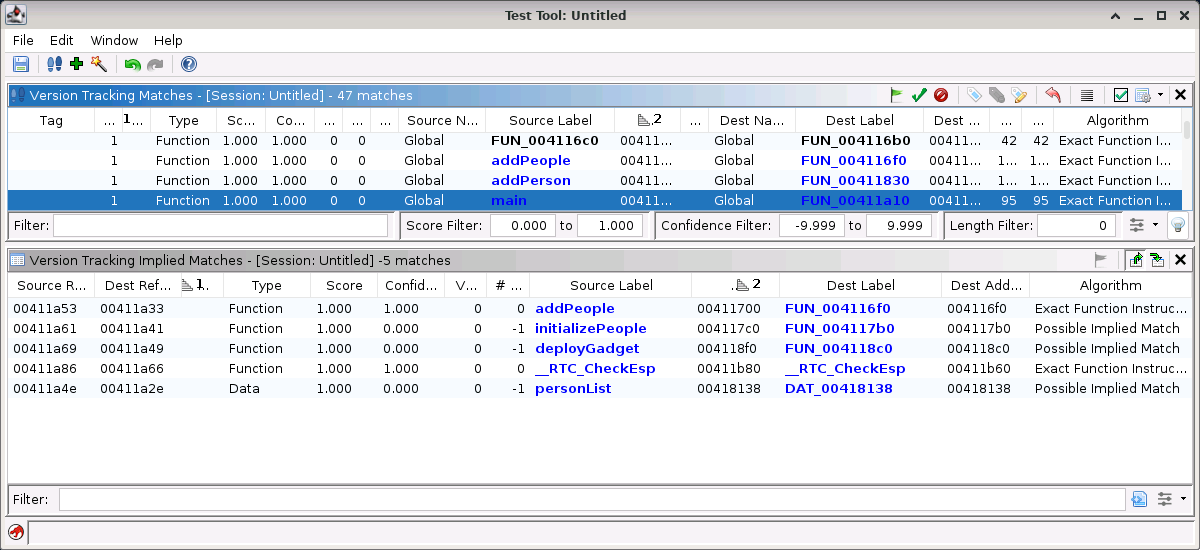 Test Tool: Untitled
File Edit Window Help
Version Tracking Matches - [Session: Untitled] - 47 matches
Tag ... 1... Type Sc... Co... ... ... ... Source N... Source Label 2 ... Dest Na... Dest Label Dest ... ... ... Algorithm
1 Function 1.000 1.000 0 0 Global FUN_004116c0 00411... Global FUN_004116b0 00411... 42 42 Exact Function I...
1 Function 1.000 1.000 0 0 Global addPeople 00411... Global FUN_004116f0 00411... 1... 1... Exact Function I...
1 Function 1.000 1.000 0 0 Global addPerson 00411... Global FUN_00411830 00411... 1... 1... Exact Function I...
1 Function 1.000 1.000 0 0 Global main 00411... Global FUN_00411a10 00411... 95 95 Exact Function I...
Filter: Score Filter: 0.000 to 1.000 Confidence Filter: -9.999 to 9.999 Length Filter: 0
Version Tracking Implied Matches - [Session: Untitled] -5 matches
Source R... Dest Ref... 1.. Type Score Confid... V... # ... Source Label ... 2 Dest Label Dest Add... Algorithm
00411a53 00411a33 Function 1.000 1.000 0 0 addPeople 00411700 FUN_004116f0 004116f0 Exact Function Instruc...
00411a61 00411a41 Function 1.000 0.000 0 -1 initializePeople 004117c0 FUN_004117b0 004117b0 Possible Implied Match
00411a69 00411a49 Function 1.000 0.000 0 -1 deployGadget 004118f0 FUN_004118c0 004118c0 Possible Implied Match
00411a86 00411a66 Function 1.000 1.000 0 0 __RTC_CheckEsp 00411b80 __RTC_CheckEsp 00411b60 Exact Function Instruc...
00411a4e 00411a2e Data 1.000 0.000 0 -1 personList 00418138 DAT_00418138 00418138 Possible Implied Match
Filter: